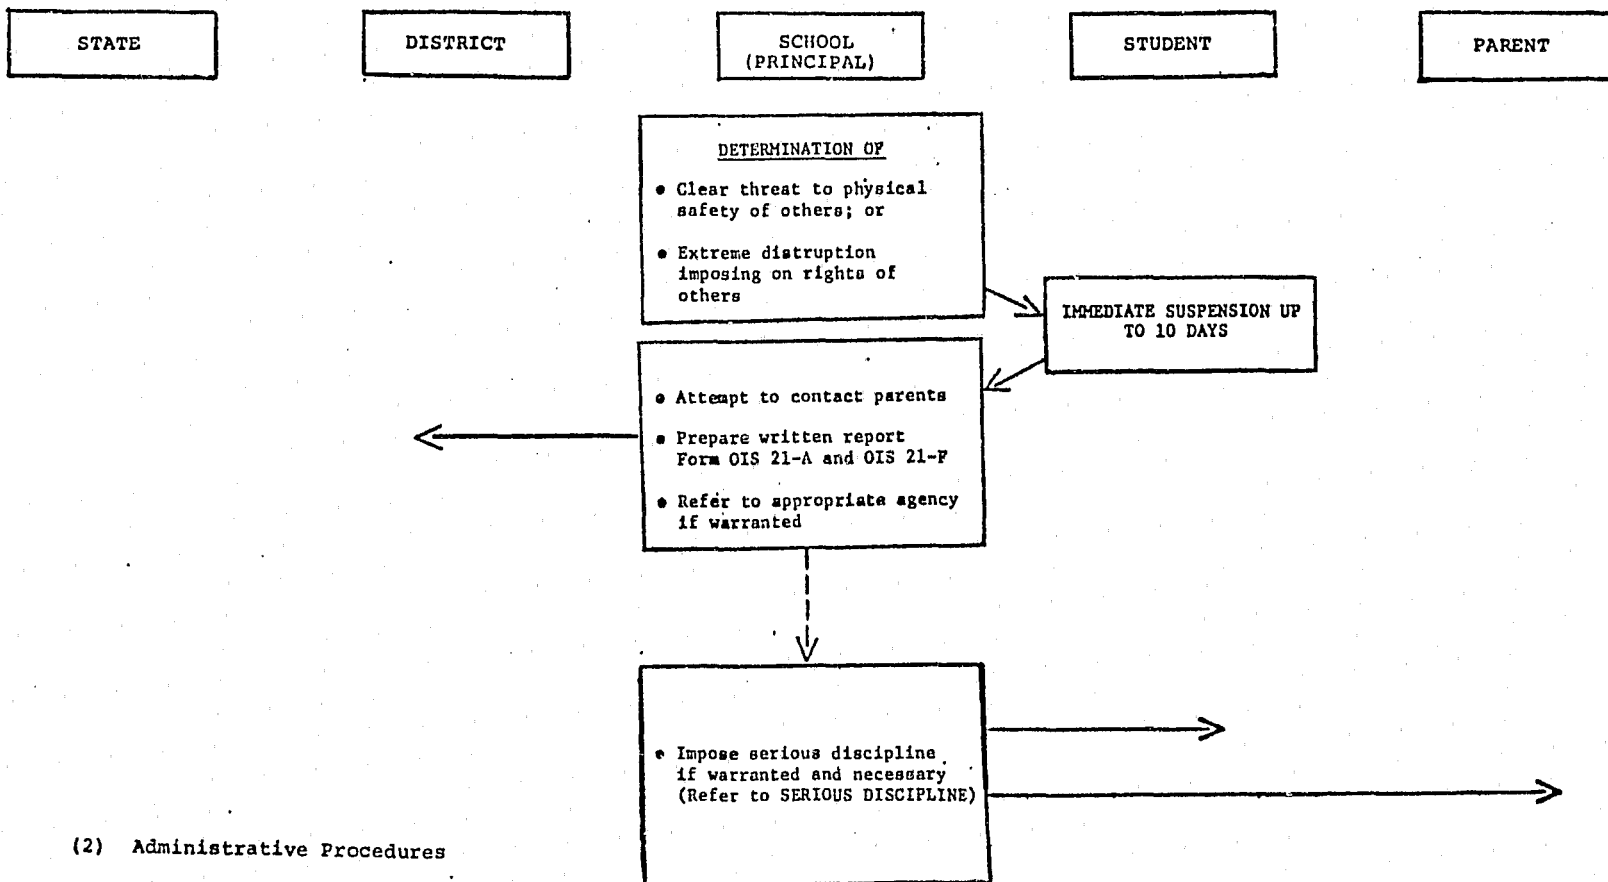 STATE
DISTRICT
SCHOOL
(PRINCIPAL)
STUDENT
PARENT
DETERMINATION OF
• Clear threat to physical
safety of others; or
• Extreme distruption
imposing on rights of
others
IMMEDIATE SUSPENSION UP
TO 10 DAYS
• Attempt to contact parents
• Prepare written report
Form OIS 21-A and OIS 21-F
• Refer to appropriate agency
if warranted
• Impose serious discipline
if warranted and necessary
(Refer to SERIOUS DISCIPLINE)
(2) Administrative Procedures